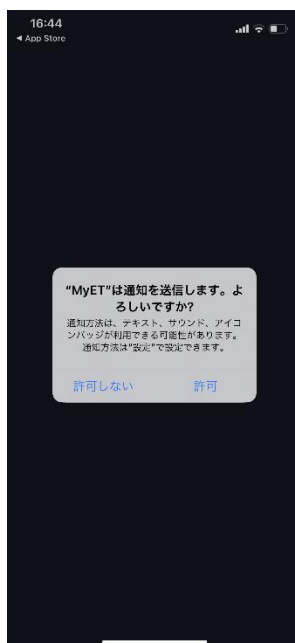 16:44
◀ App Store
"MyET"は通知を送信します。よ
ろしいですか?
通知方法は、テキスト、サウンド、アイコ
ンバッジが利用できる可能性があります。
通知方法は"設定"で設定できます。
許可しない
許可